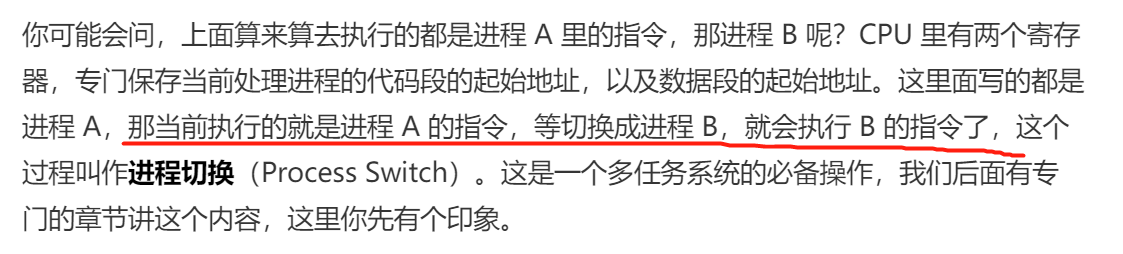 你可能会问，上面算来算去执行的都是进程 A 里的指令，那进程 B 呢？CPU 里有两个寄存
器，专门保存当前处理进程的代码段的起始地址，以及数据段的起始地址。这里面写的都是
进程 A，那当前执行的就是进程 A 的指令，等切换成进程 B，就会执行 B 的指令了，这个
过程叫作进程切换（Process Switch）。这是一个多任务系统的必备操作，我们后面有专
门的章节讲这个内容，这里你先有个印象。